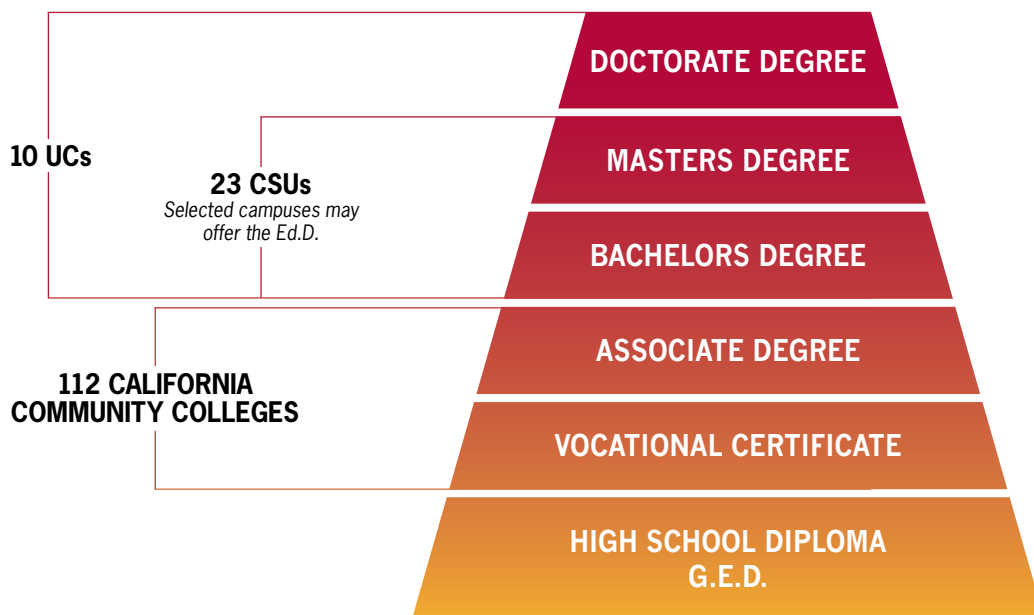 DOCTORATE DEGREE
10 UCs
MASTERS DEGREE
23 CSUs
Selected campuses may
offer the Ed.D.
BACHELORS DEGREE
ASSOCIATE DEGREE
112 CALIFORNIA
COMMUNITY COLLEGES
VOCATIONAL CERTIFICATE
HIGH SCHOOL DIPLOMA
G.E.D.